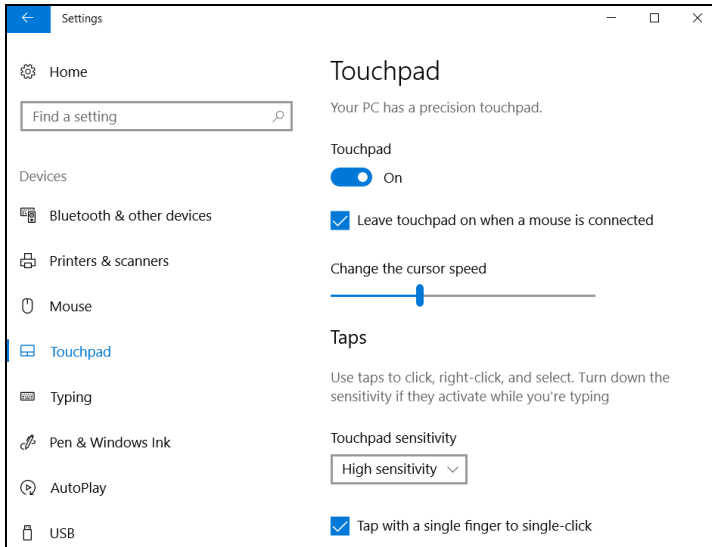 Settings
Home
Find a setting
Devices
Bluetooth & other devices
Printers & scanners
Mouse
Touchpad
Typing
Pen & Windows Ink
AutoPlay
USB
Touchpad
Your PC has a precision touchpad.
Touchpad
On
Leave touchpad on when a mouse is connected
Change the cursor speed
Taps
Use taps to click, right-click, and select. Turn down the
sensitivity if they activate while you're typing
Touchpad sensitivity
High sensitivity
Tap with a single finger to single-click